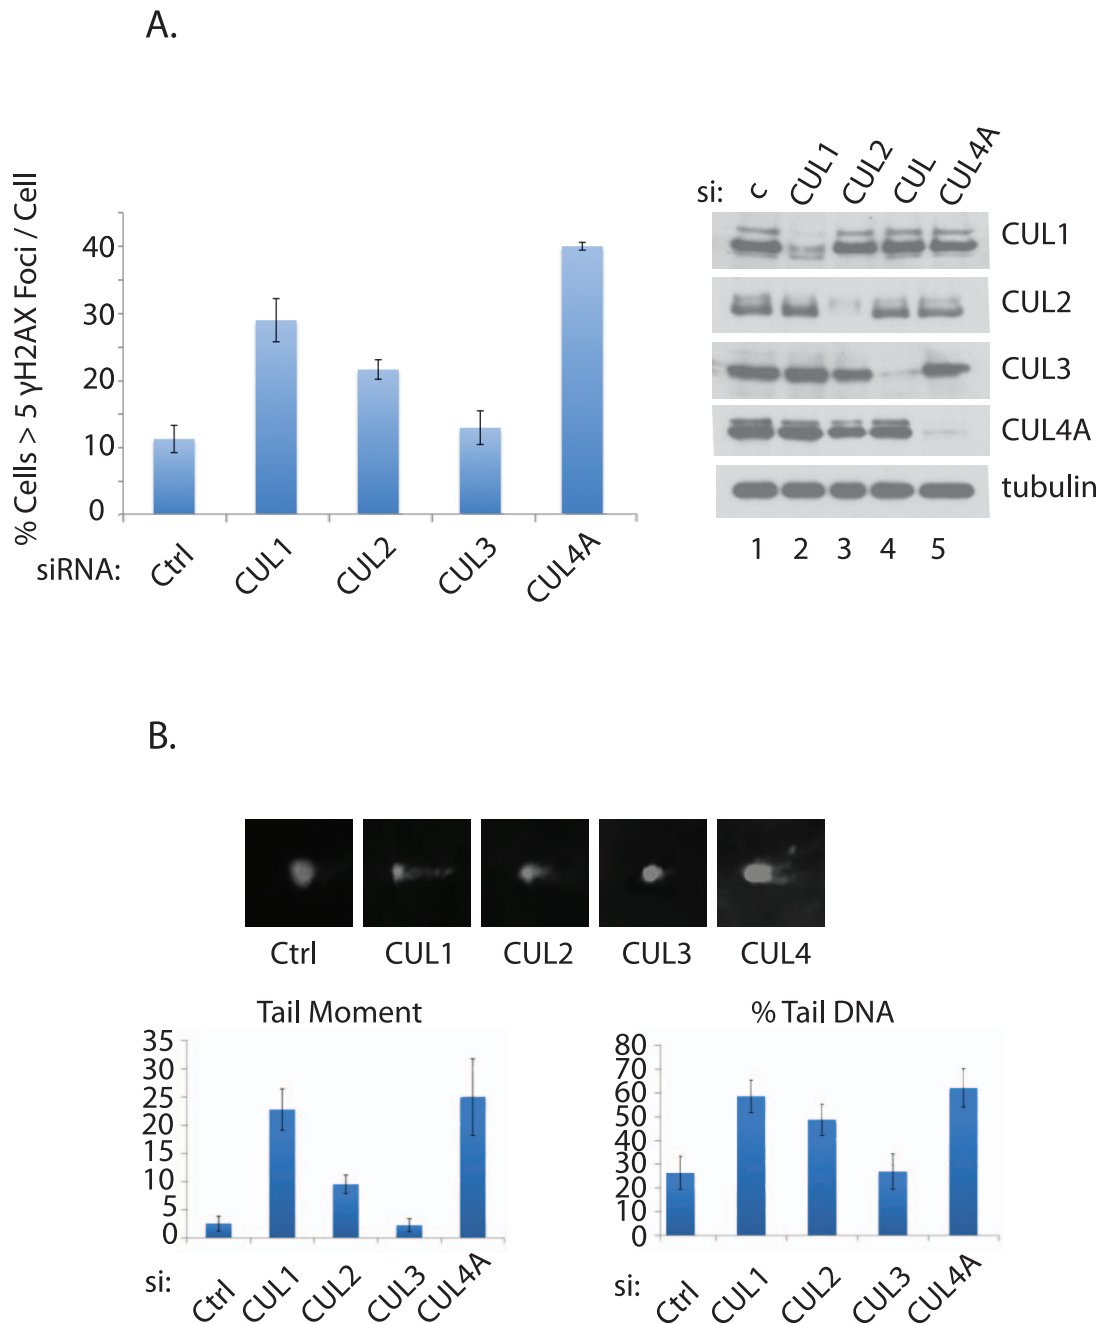 A.
% Cells > 5 γH2AX Foci / Cell
40
30
20
10
0
siRNA: Ctrl CUL1 CUL2 CUL3 CUL4A
si: c CUL1 CUL2 CUL CUL4A
CUL1
CUL2
CUL3
CUL4A
tubulin
1 2 3 4 5
B.
Ctrl CUL1 CUL2 CUL3 CUL4
Tail Moment
35
30
25
20
15
10
5
0
si: Ctrl CUL1 CUL2 CUL3 CUL4A
% Tail DNA
80
70
60
50
40
30
20
10
0
si: Ctrl CUL1 CUL2 CUL3 CUL4A